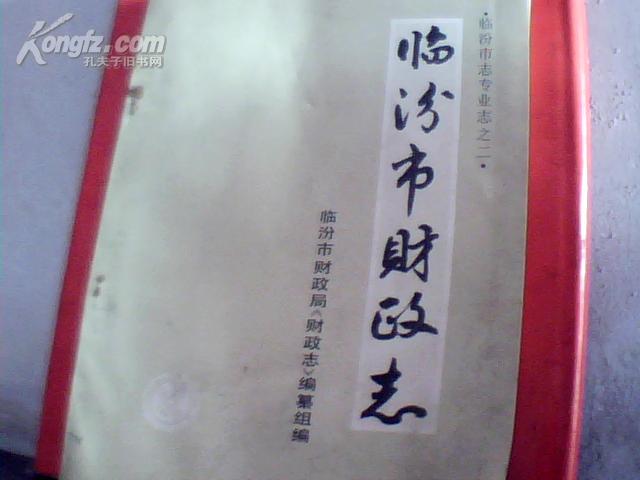 Kongfz.com
孔夫子旧书网
·临汾市志专业志之二·
临汾市财政志
临汾市财政局《财政志》编纂组编